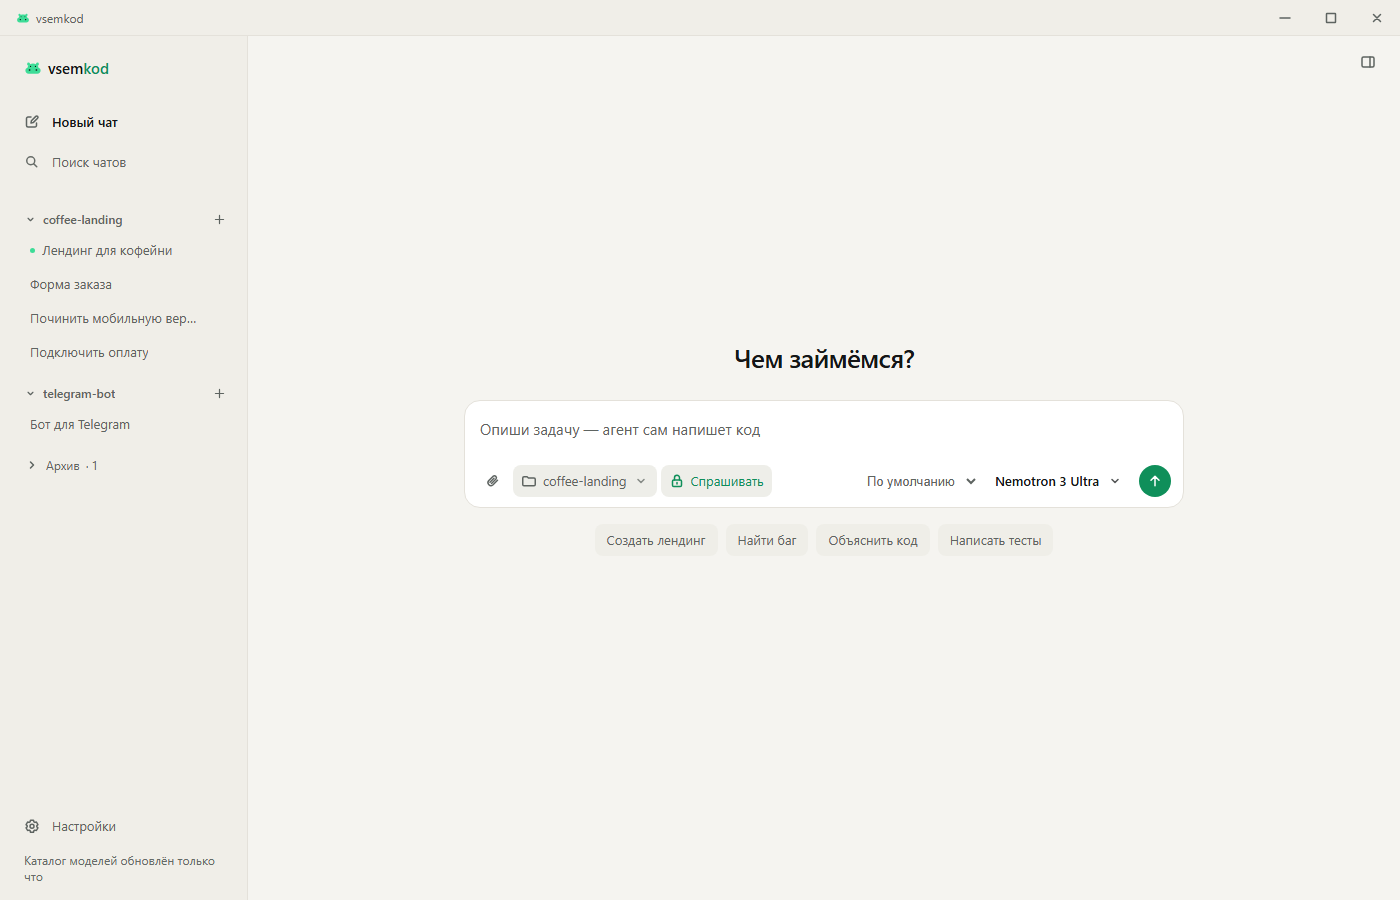 vsemkod
vsemkod
Новый чат
Поиск чатов
coffee-landing
Лендинг для кофейни
Форма заказа
Починить мобильную вер...
Подключить оплату
telegram-bot
Бот для Telegram
Архив · 1
Настройки
Каталог моделей обновлён только
что
Чем займёмся?
Опиши задачу — агент сам напишет код
coffee-landing Спрашивать По умолчанию Nemotron 3 Ultra
Создать лендинг Найти баг Объяснить код Написать тесты